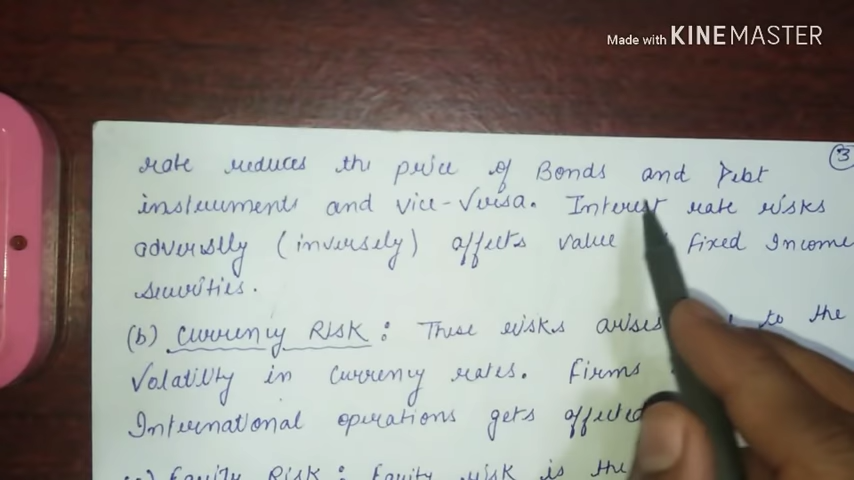 Made with KINEMASTER
3
rate reduces the price of Bonds and Debt
instruments and vice-versa. Interest rate risks
adverslly (inversely) affects value fixed Income
securities.
(b) Currency Risk: These risks arises to the
Volatility in Currency rates. Firms
International operations gets affected
Equity Risk: Equity risk is the